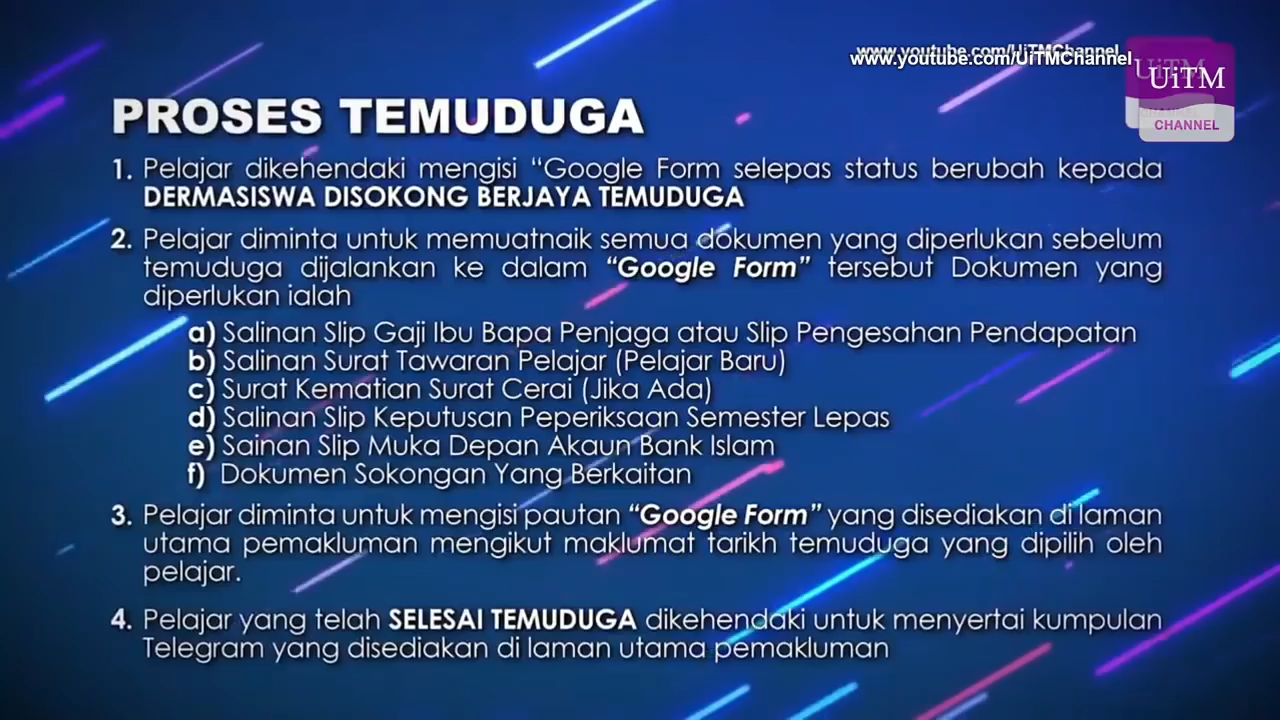 www.youtube.com/UiTMChannel
www.youtube.com/UiTMChannel
UiTM
UiTM
CHANNEL
PROSES TEMUDUGA
1. Pelajar dikehendaki mengisi “Google Form selepas status berubah kepada
DERMASISWA DISOKONG BERJAYA TEMUDUGA
2. Pelajar diminta untuk memuatnaik semua dokumen yang diperlukan sebelum
temuduga dijalankan ke dalam “Google Form” tersebut Dokumen yang
diperlukan ialah
a) Salinan Slip Gaji Ibu Bapa Penjaga atau Slip Pengesahan Pendapatan
b) Salinan Surat Tawaran Pelajar (Pelajar Baru)
c) Surat Kematian Surat Cerai (Jika Ada)
d) Salinan Slip Keputusan Peperiksaan Semester Lepas
e) Sainan Slip Muka Depan Akaun Bank Islam
f) Dokumen Sokongan Yang Berkaitan
3. Pelajar diminta untuk mengisi pautan “Google Form” yang disediakan di laman
utama pemakluman mengikut maklumat tarikh temuduga yang dipilih oleh
pelajar.
4. Pelajar yang telah SELESAI TEMUDUGA dikehendaki untuk menyertai kumpulan
Telegram yang disediakan di laman utama pemakluman